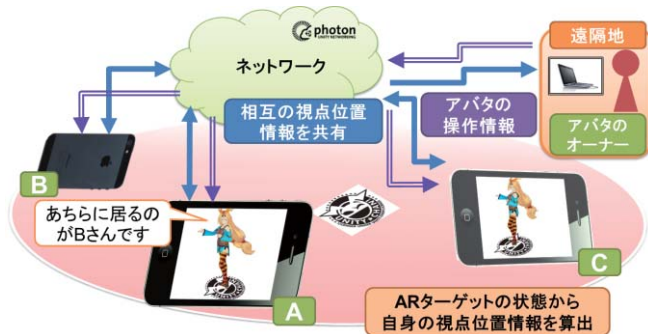 photon
UNITY NETWORKING
ネットワーク
遠隔地
相互の視点位置
情報を共有
アバタの
操作情報
アバタの
オーナー
B
あちらに居るの
がBさんです
A
C
ARターゲットの状態から
自身の視点位置情報を算出